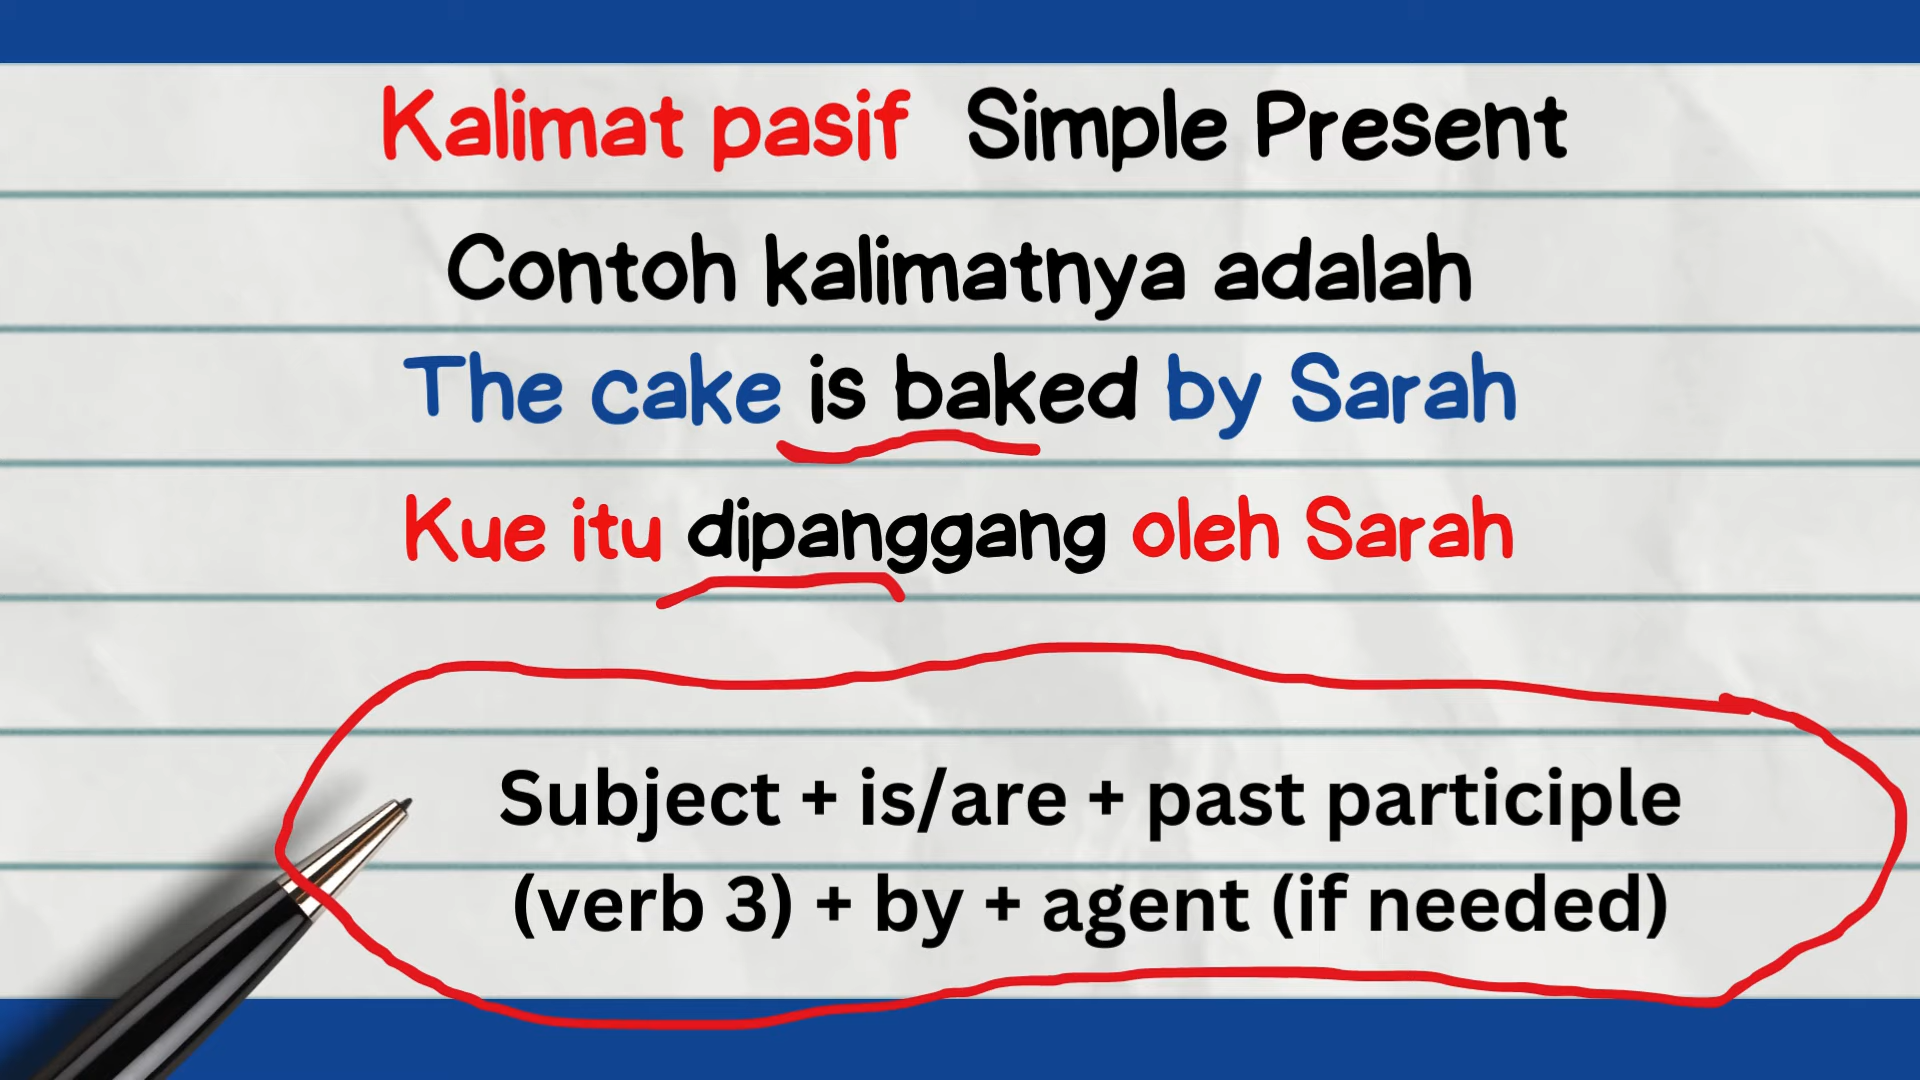 Kalimat pasif Simple Present
Contoh kalimatnya adalah
The cake is baked by Sarah
Kue itu dipanggang oleh Sarah
Subject + is/are + past participle
(verb 3) + by + agent (if needed)